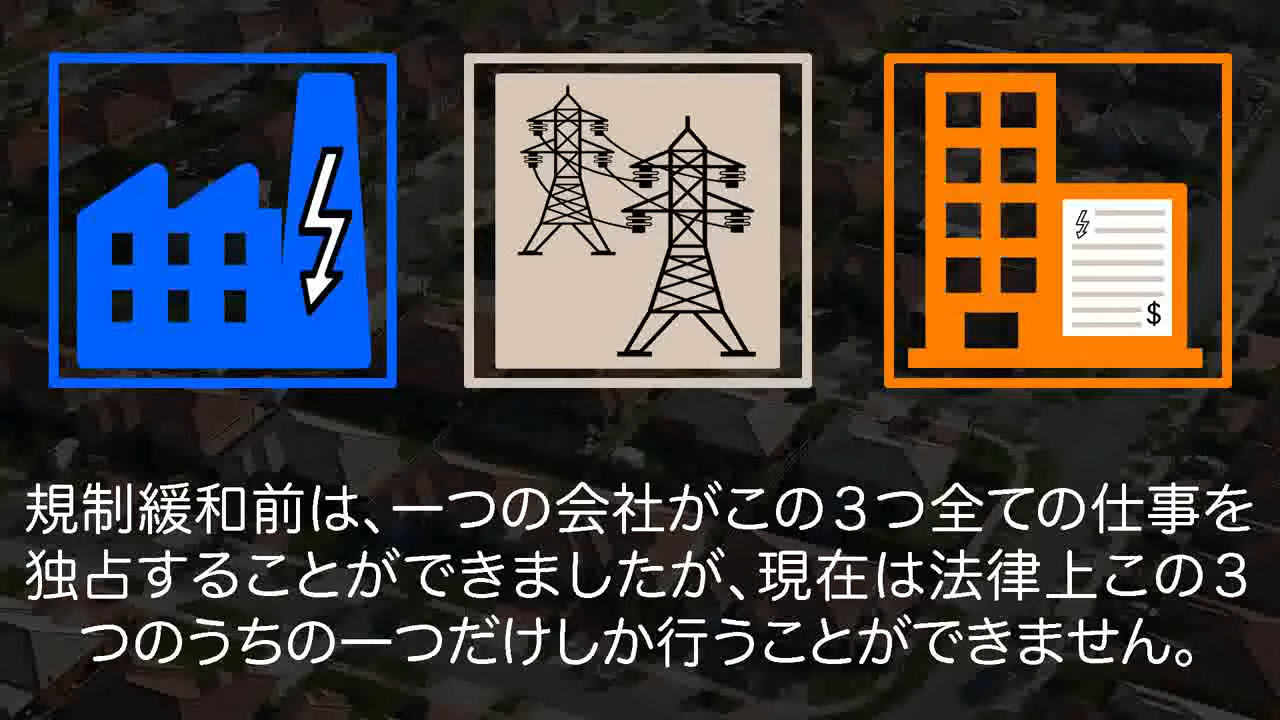 $
規制緩和前は、一つの会社がこの３つ全ての仕事を
独占することができましたが、現在は法律上この３
つのうちの一つだけしか行うことができません。